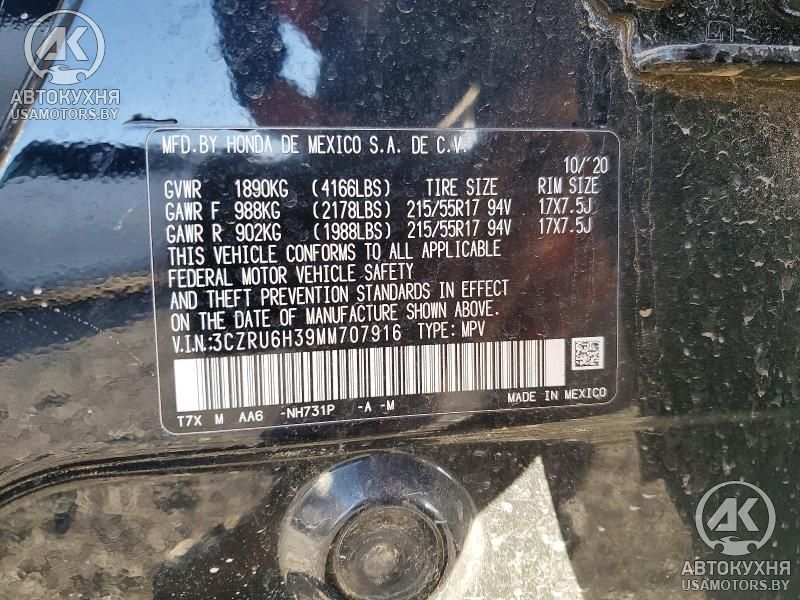 AK
АВТОКУХНЯ
USAMOTORS.BY
MFD.BY HONDA DE MEXICO S.A. DE C.V.
10/'20
GVWR 1890KG (4166LBS) TIRE SIZE RIM SIZE
GAWR F 988KG (2178LBS) 215/55R17 94V 17X7.5J
GAWR R 902KG (1988LBS) 215/55R17 94V 17X7.5J
THIS VEHICLE CONFORMS TO ALL APPLICABLE
FEDERAL MOTOR VEHICLE SAFETY
AND THEFT PREVENTION STANDARDS IN EFFECT
ON THE DATE OF MANUFACTURE SHOWN ABOVE.
V.I.N.:3CZRU6H39MM707916 TYPE: MPV
T7X M AA6 -NH731P -A -M MADE IN MEXICO
AK
АВТОКУХНЯ
USAMOTORS.BY